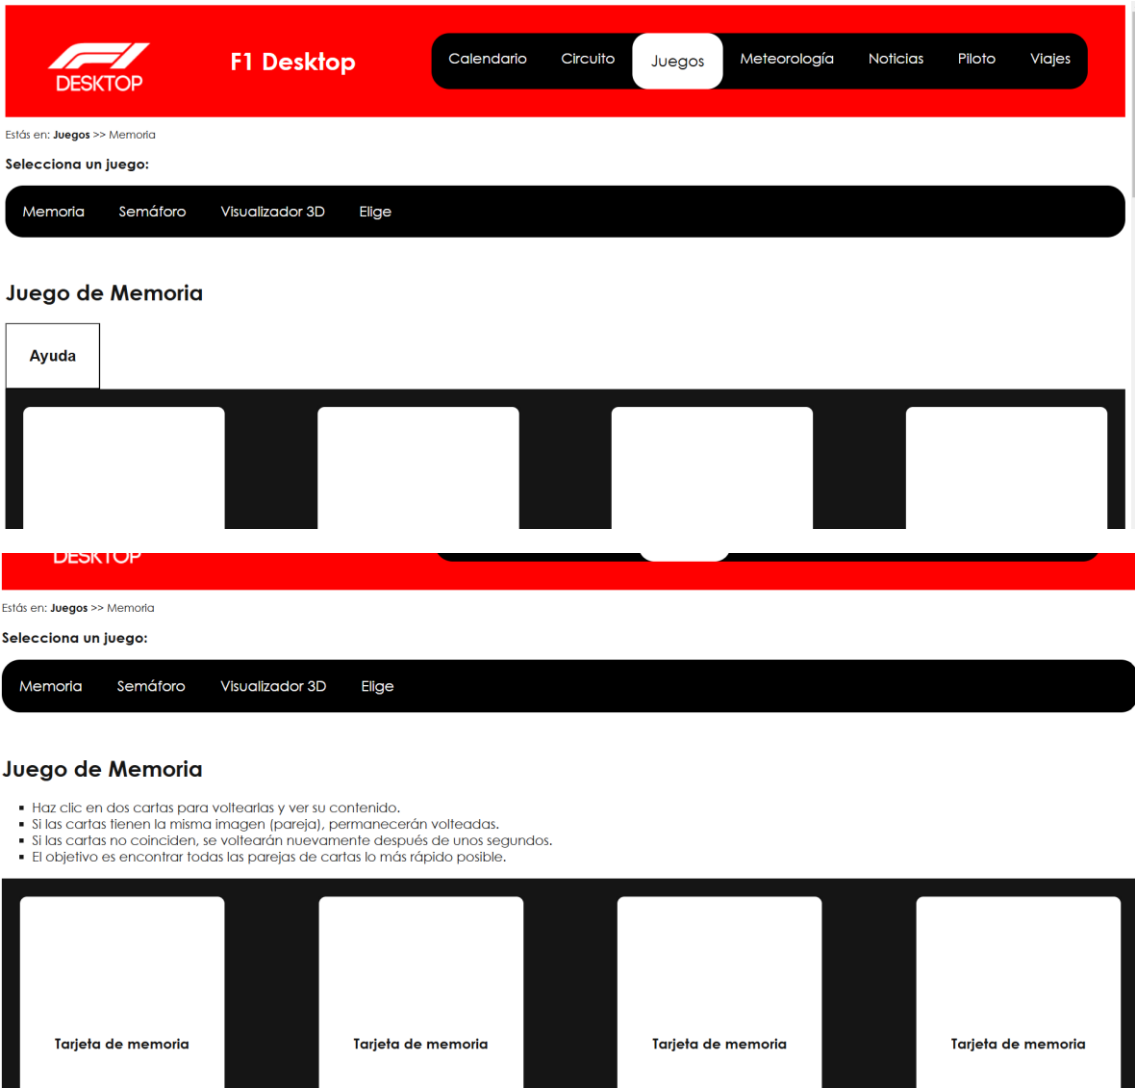 DESKTOP
F1 Desktop
Calendario Circuito Juegos Meteorología Noticias Piloto Viajes
Estás en: Juegos >> Memoria
Selecciona un juego:
Memoria Semáforo Visualizador 3D Elige
Juego de Memoria
Ayuda
DESKTOP
Estás en: Juegos >> Memoria
Selecciona un juego:
Memoria Semáforo Visualizador 3D Elige
Juego de Memoria
▪ Haz clic en dos cartas para voltearlas y ver su contenido.
▪ Si las cartas tienen la misma imagen (pareja), permanecerán volteadas.
▪ Si las cartas no coinciden, se voltearán nuevamente después de unos segundos.
▪ El objetivo es encontrar todas las parejas de cartas lo más rápido posible.
Tarjeta de memoria Tarjeta de memoria Tarjeta de memoria Tarjeta de memoria